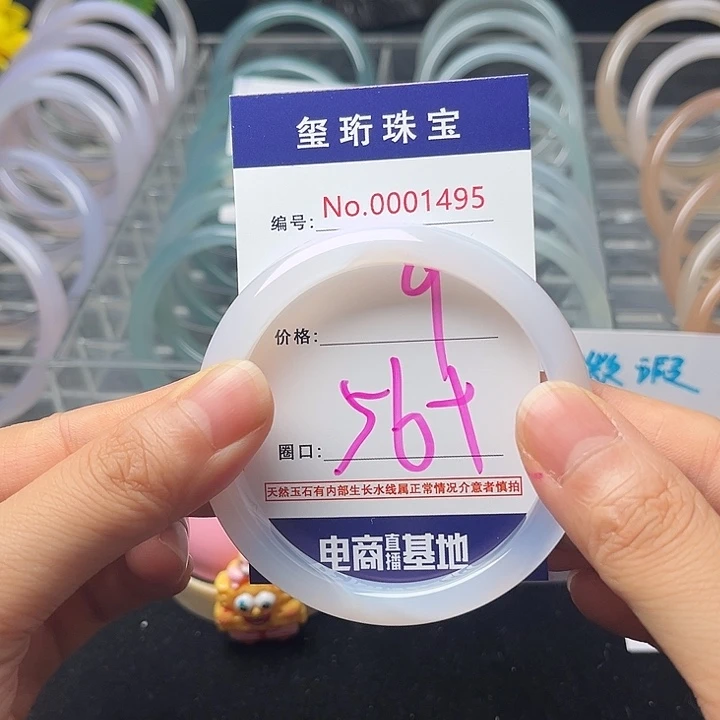 玺珩珠宝
编号: No.0001495
价格: 9
圈口: 56+
天然玉石有内部生长水线属正常情况介意者慎拍
电商直播基地
微瑕